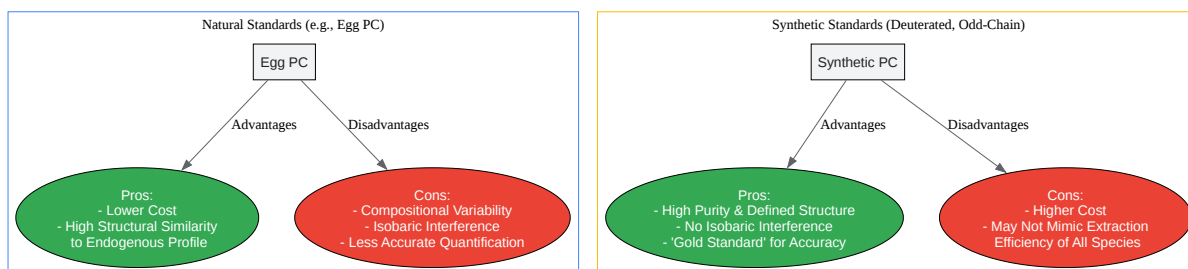 Natural Standards (e.g., Egg PC)
Egg PC
Advantages
Disadvantages
Pros:
- Lower Cost
- High Structural Similarity
to Endogenous Profile
Cons:
- Compositional Variability
- Isobaric Interference
- Less Accurate Quantification
Synthetic Standards (Deuterated, Odd-Chain)
Synthetic PC
Advantages
Disadvantages
Pros:
- High Purity & Defined Structure
- No Isobaric Interference
- 'Gold Standard' for Accuracy
Cons:
- Higher Cost
- May Not Mimic Extraction
Efficiency of All Species